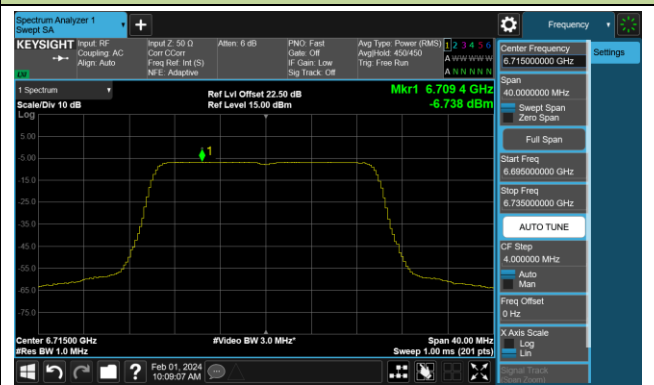 Spectrum Analyzer 1
Swept SA
Frequency
KEYSIGHT
Input: RF
Coupling: AC
Align: Auto
Input Z: 50 Ω
Corr CCorr
Freq Ref: Int (S)
NFE: Adaptive
Atten: 6 dB
PNO: Fast
Gate: Off
IF Gain: Low
Sig Track: Off
Avg Type: Power (RMS)
Avg|Hold: 450/450
Trig: Free Run
1 2 3 4 5 6
A W W W W W
A N N N N N
1 Spectrum
Scale/Div 10 dB
Log
Ref Lvl Offset 22.50 dB
Ref Level 15.00 dBm
Mkr1 6.709 4 GHz
-6.738 dBm
5.00
-5.00
-15.0
-25.0
-35.0
-45.0
-55.0
-65.0
-75.0
1
Center 6.71500 GHz
#Res BW 1.0 MHz
#Video BW 3.0 MHz*
Span 40.00 MHz
Sweep 1.00 ms (201 pts)
Feb 01, 2024
10:09:07 AM
Center Frequency
6.715000000 GHz
Settings
Span
40.0000000 MHz
Swept Span
Zero Span
Full Span
Start Freq
6.695000000 GHz
Stop Freq
6.735000000 GHz
AUTO TUNE
CF Step
4.000000 MHz
Auto
Man
Freq Offset
0 Hz
X Axis Scale
Log
Lin
Signal Track
(Span Zoom)